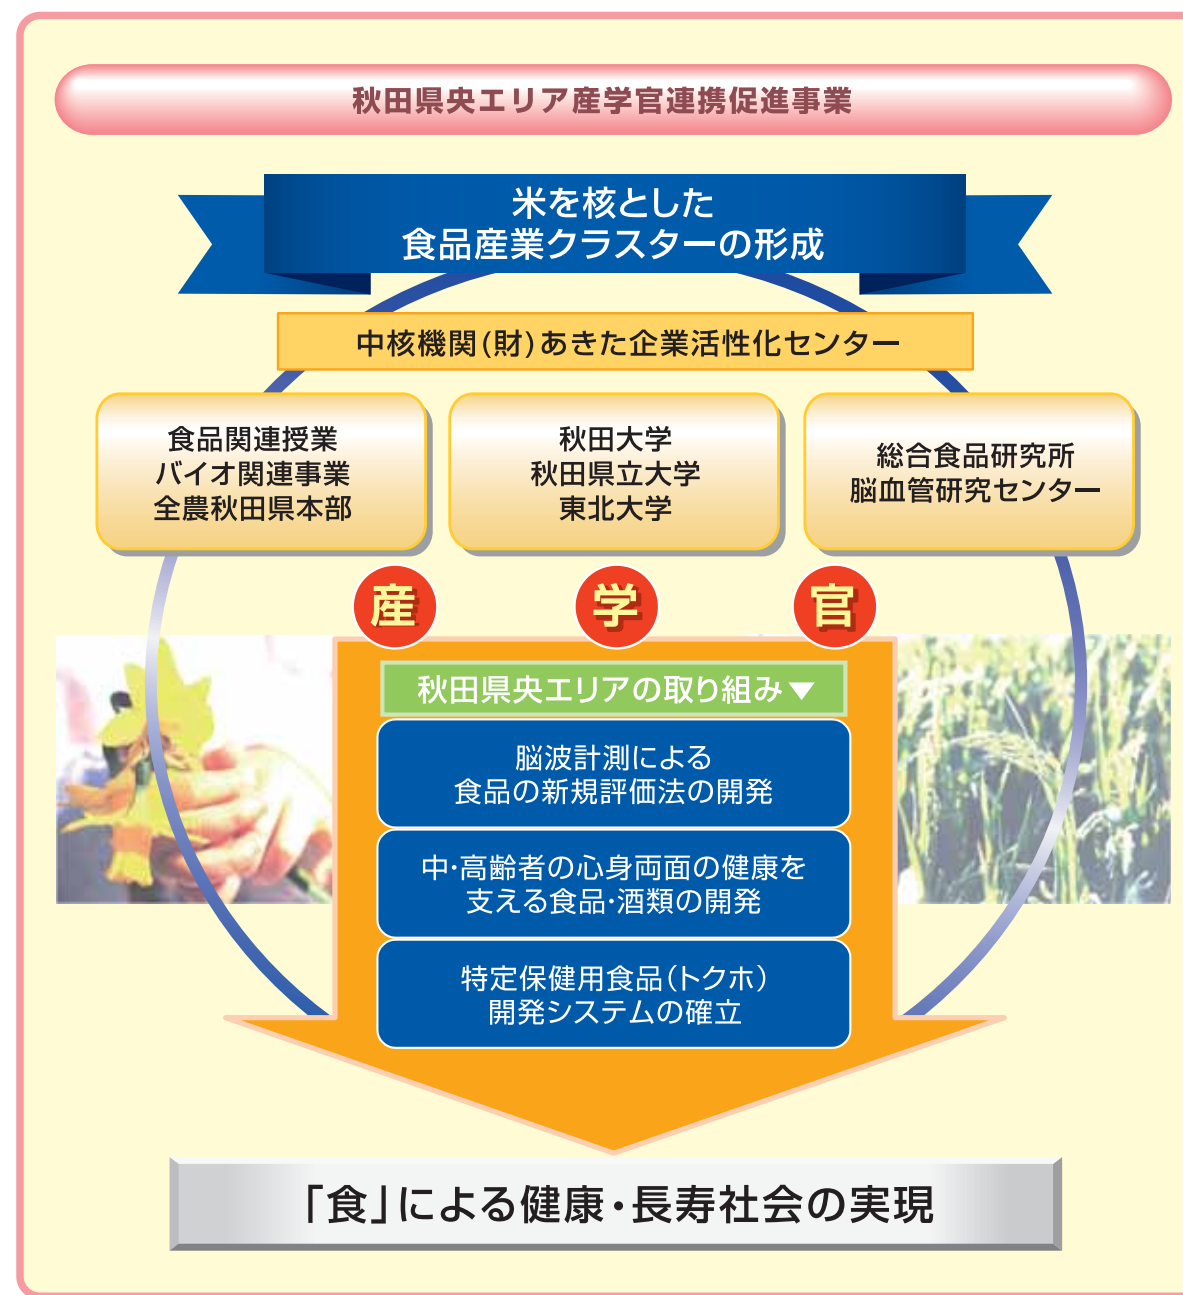 秋田県央エリア産学官連携促進事業
米を核とした
食品産業クラスターの形成
中核機関(財)あきた企業活性化センター
食品関連授業
バイオ関連事業
全農秋田県本部
秋田大学
秋田県立大学
東北大学
総合食品研究所
脳血管研究センター
産
学
官
秋田県央エリアの取り組み▼
脳波計測による
食品の新規評価法の開発
中・高齢者の心身両面の健康を
支える食品・酒類の開発
特定保健用食品(トクホ)
開発システムの確立
「食」による健康・長寿社会の実現